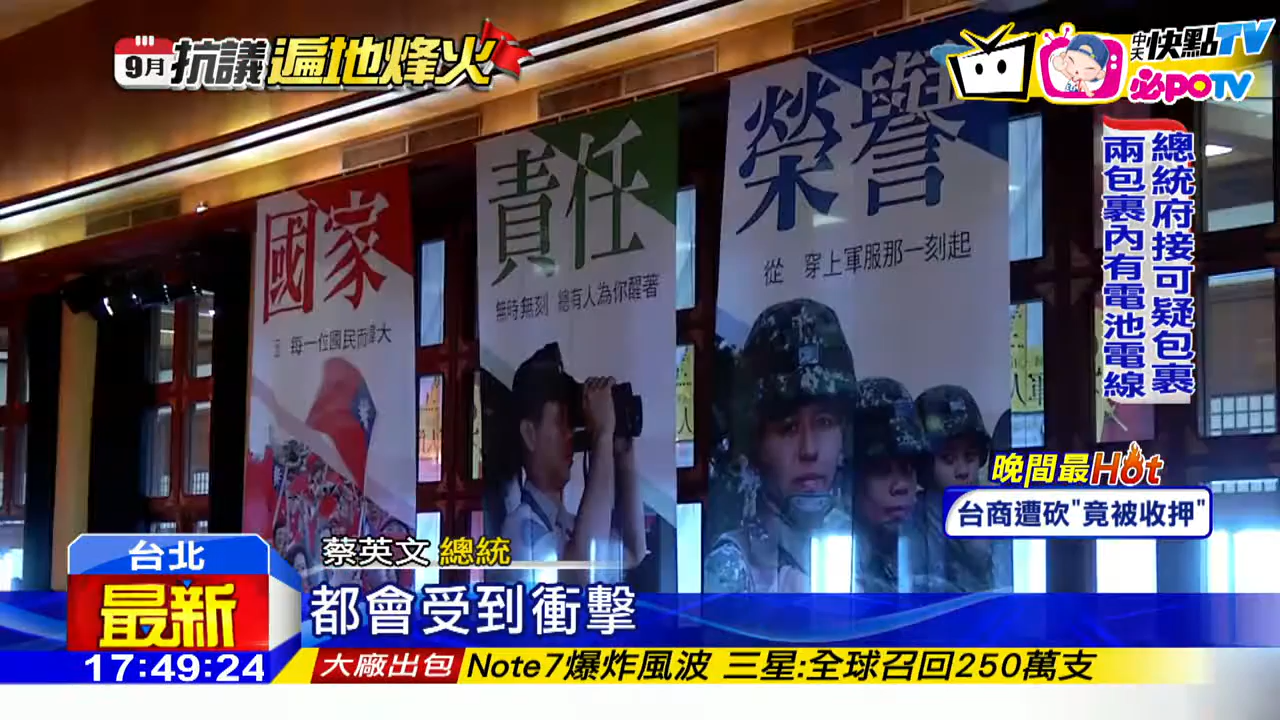 9月 抗議 遍地烽火
中天快點TV
必POTV
總統府接可疑包裹
兩包裹內有電池電線
國家
每一位國民而偉大
責任
無時無刻 總有人為你醒著
榮譽
從 穿上軍服那一刻起
晚間最Hot
台商遭砍"竟被收押"
台北
最新
17:49:24
蔡英文 總統
都會受到衝擊
大廠出包 Note7爆炸風波 三星:全球召回250萬支